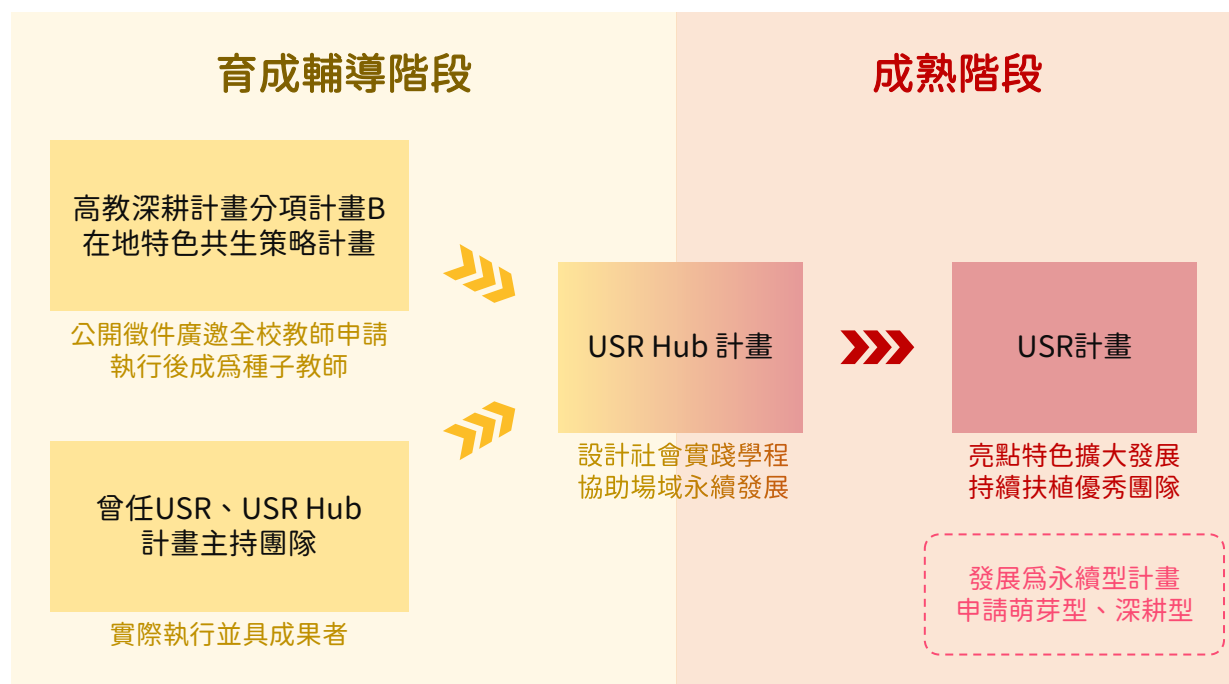 育成輔導階段
成熟階段
高教深耕計畫分項計畫B
在地特色共生策略計畫
公開徵件廣邀全校教師申請
執行後成為種子教師
曾任USR、USR Hub
計畫主持團隊
實際執行並具成果者
USR Hub 計畫
設計社會實踐學程
協助場域永續發展
USR計畫
亮點特色擴大發展
持續扶植優秀團隊
發展為永續型計畫
申請萌芽型、深耕型